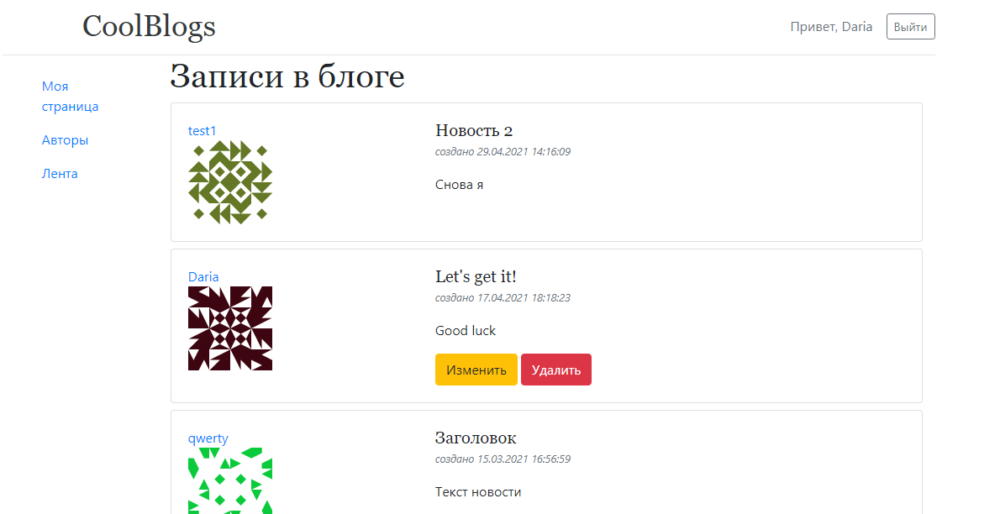 CoolBlogs
Привет, Daria
Выйти
Моя
страница
Авторы
Лента
Записи в блоге
test1
Новость 2
создано 29.04.2021 14:16:09
Снова я
Daria
Let's get it!
создано 17.04.2021 18:18:23
Good luck
Изменить
Удалить
qwerty
Заголовок
создано 15.03.2021 16:56:59
Текст новости